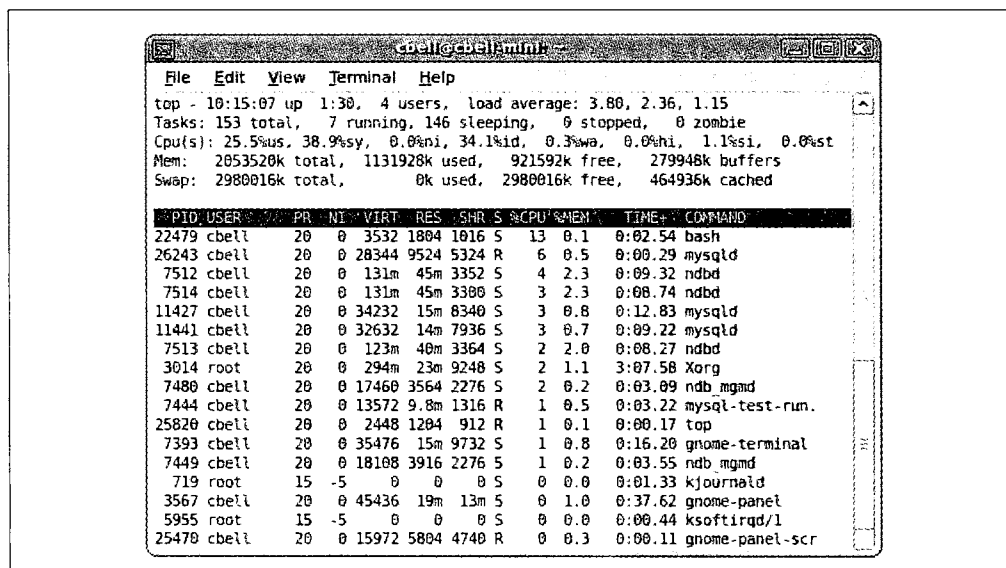 cbell@cbell-mini: ~
File Edit View Terminal Help
top - 10:15:07 up 1:30, 4 users, load average: 3.80, 2.36, 1.15
Tasks: 153 total, 7 running, 146 sleeping, 0 stopped, 0 zombie
Cpu(s): 25.5%us, 38.9%sy, 0.0%ni, 34.1%id, 0.3%wa, 0.0%hi, 1.1%si, 0.0%st
Mem: 2053520k total, 1131928k used, 921592k free, 279948k buffers
Swap: 2980016k total, 0k used, 2980016k free, 464936k cached
PID USER PR NI VIRT RES SHR S %CPU %MEM TIME+ COMMAND
22479 cbell 20 0 3532 1804 1016 S 13 0.1 0:02.54 bash
26243 cbell 20 0 28344 9524 5324 R 6 0.5 0:00.29 mysqld
7512 cbell 20 0 131m 45m 3352 S 4 2.3 0:09.32 ndbd
7514 cbell 20 0 131m 45m 3300 S 3 2.3 0:08.74 ndbd
11427 cbell 20 0 34232 15m 8340 S 3 0.8 0:12.83 mysqld
11441 cbell 20 0 32632 14m 7936 S 3 0.7 0:09.22 mysqld
7513 cbell 20 0 123m 40m 3364 S 2 2.0 0:08.27 ndbd
3014 root 20 0 294m 23m 9248 S 2 1.1 3:07.58 Xorg
7480 cbell 20 0 17460 3564 2276 S 2 0.2 0:03.09 ndb_mgmd
7444 cbell 20 0 13572 9.8m 1316 R 1 0.5 0:03.22 mysql-test-run.
25820 cbell 20 0 2448 1204 912 R 1 0.1 0:00.17 top
7393 cbell 20 0 35476 15m 9732 S 1 0.8 0:16.20 gnome-terminal
7449 cbell 20 0 18108 3916 2276 S 1 0.2 0:03.55 ndb_mgmd
719 root 15 -5 0 0 0 S 0 0.0 0:01.33 kjournald
3567 cbell 20 0 45436 19m 13m S 0 1.0 0:37.62 gnome-panel
5955 root 15 -5 0 0 0 S 0 0.0 0:00.44 ksoftirqd/1
25470 cbell 20 0 15972 5804 4740 R 0 0.3 0:00.11 gnome-panel-scr